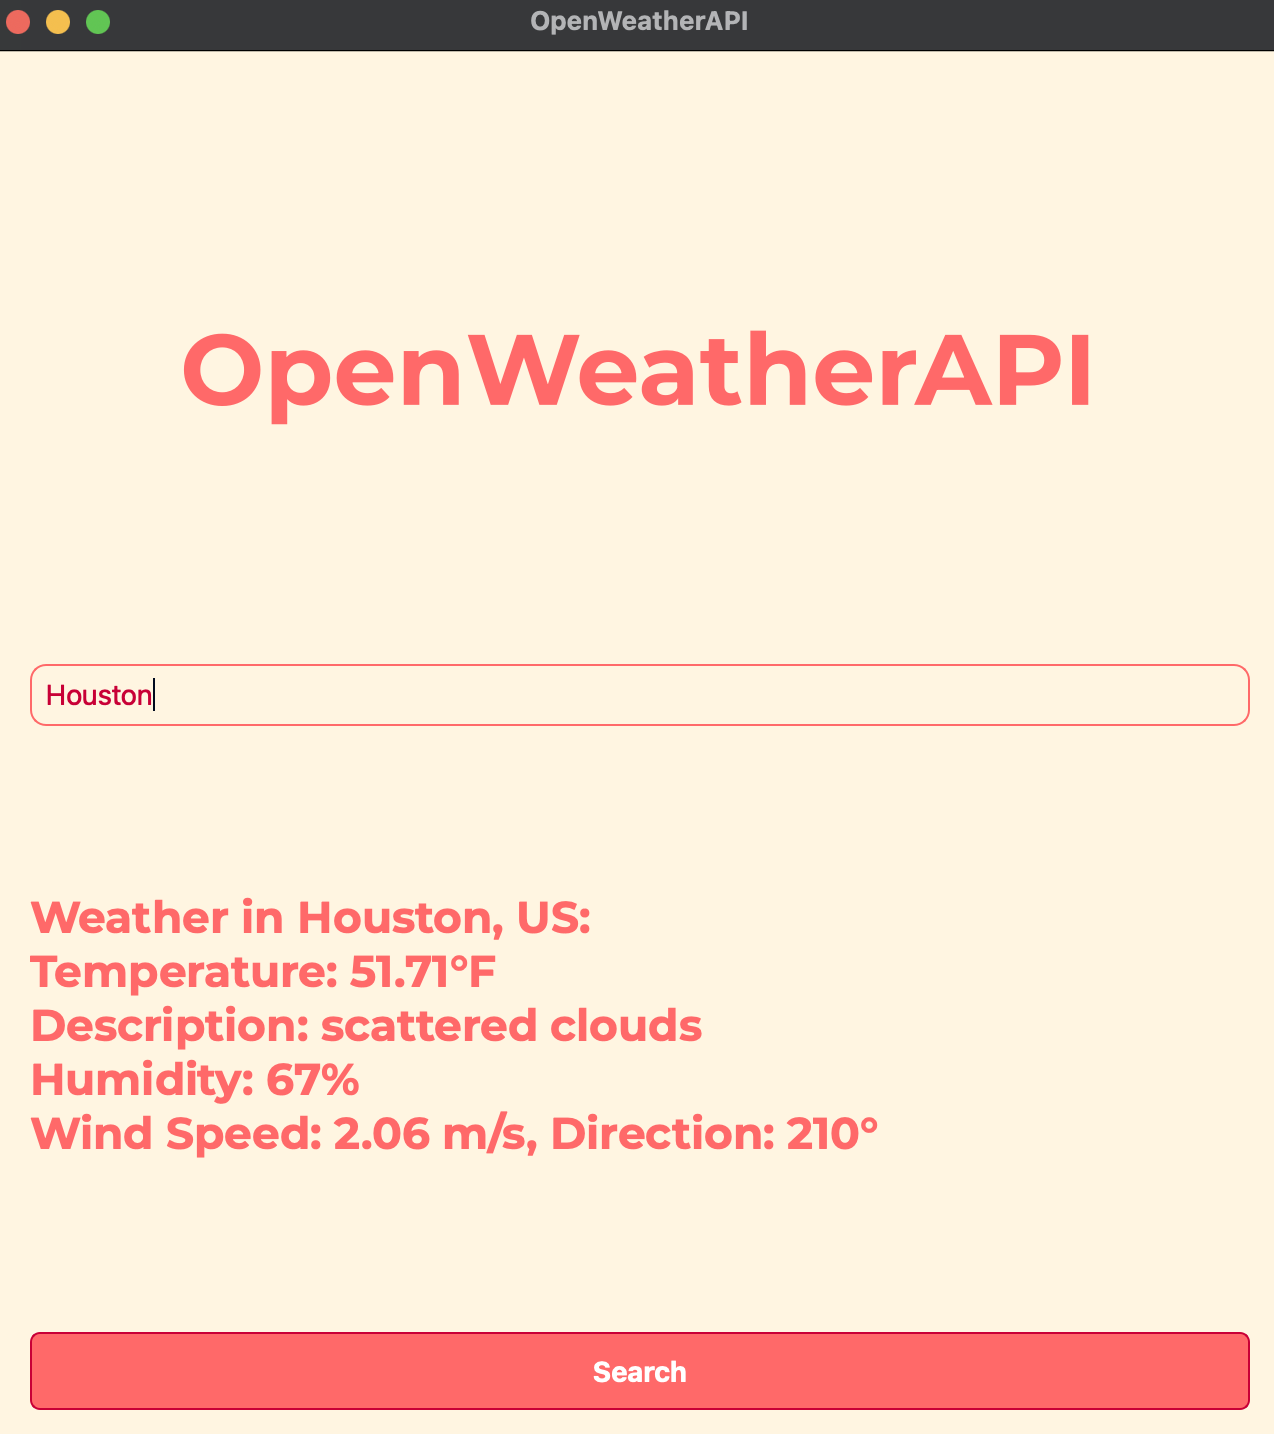 OpenWeatherAPI
OpenWeatherAPI
Houston
Weather in Houston, US:
Temperature: 51.71°F
Description: scattered clouds
Humidity: 67%
Wind Speed: 2.06 m/s, Direction: 210°
Search